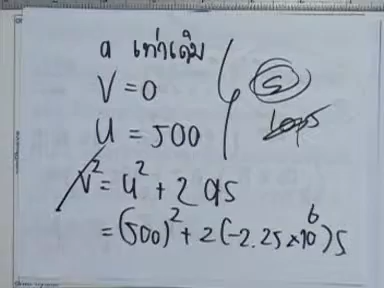 a เท่าเดิม
V = 0 S
u = 500
V² = u² + 2as
= (500)² + 2(-2.25×10⁶)S